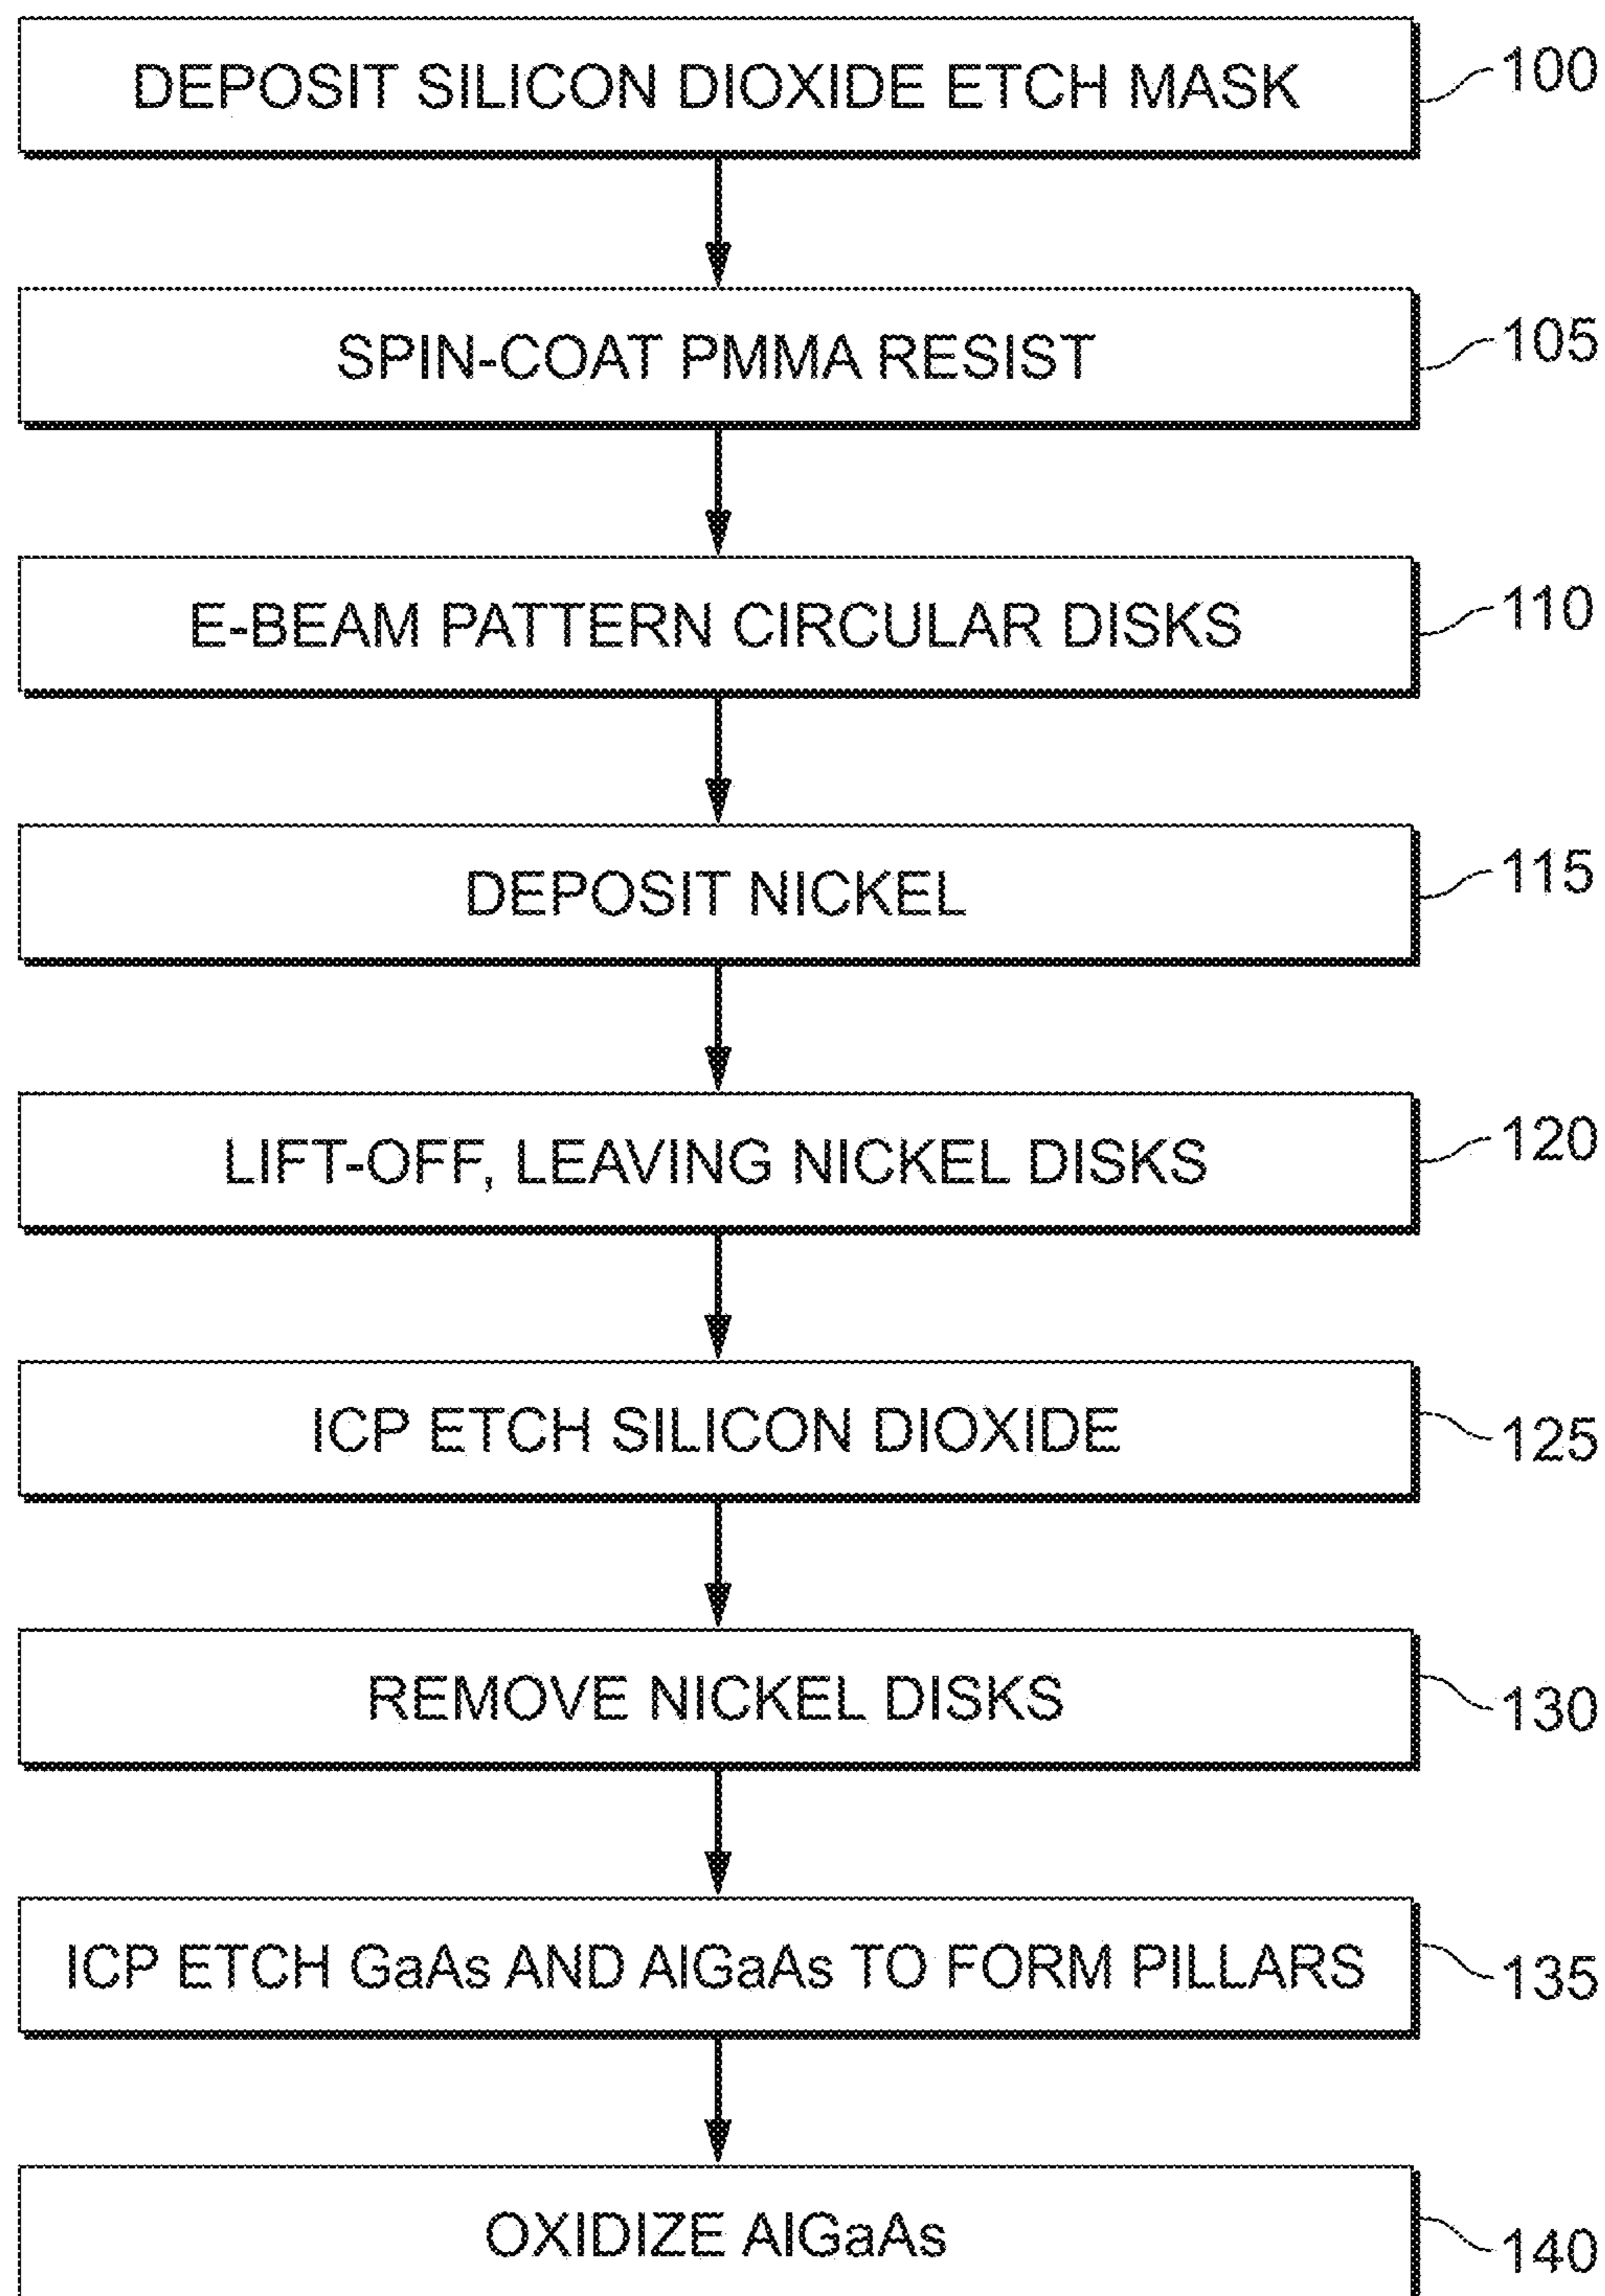 DEPOSIT SILICON DIOXIDE ETCH MASK
100
SPIN-COAT PMMA RESIST
105
E-BEAM PATTERN CIRCULAR DISKS
110
DEPOSIT NICKEL
115
LIFT-OFF, LEAVING NICKEL DISKS
120
ICP ETCH SILICON DIOXIDE
125
REMOVE NICKEL DISKS
130
ICP ETCH GaAs AND AlGaAs TO FORM PILLARS
135
OXIDIZE AlGaAs
140